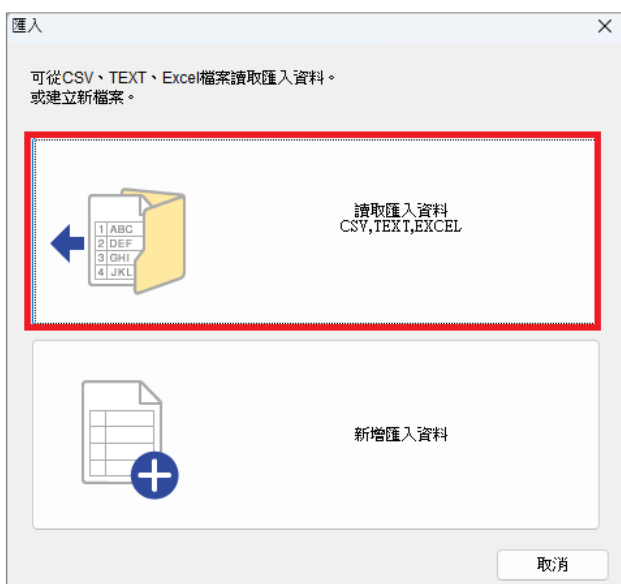 匯入
可從CSV、TEXT、Excel檔案讀取匯入資料。
或建立新檔案。
1 ABC
2 DEF
3 GHI
4 JKL
讀取匯入資料
CSV,TEXT,EXCEL
新增匯入資料
取消